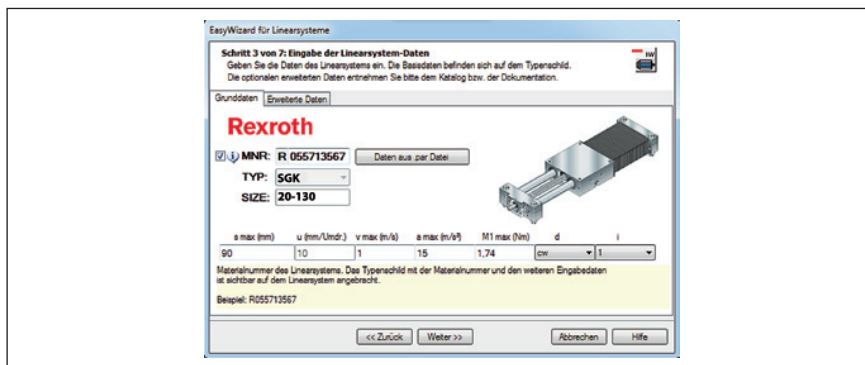 EasyWizard für Linearsysteme
Schritt 3 von 7: Eingabe der Linearsystem-Daten
Geben Sie die Daten des Linearsystems ein. Die Basisdaten befinden sich auf dem Typenschild.
Die optionalen erweiterten Daten entnehmen Sie bitte dem Katalog bzw. der Dokumentation.
IW
Grunddaten Erweiterte Daten
Rexroth
MNR: R 055713567 Daten aus .par Datei
TYP: SGK
SIZE: 20-130
s max (mm) u (mm/Umdr.) v max (m/s) a max (m/s²) M1 max (Nm) d i
90 10 1 15 1,74 cw 1
Materialnummer des Linearsystems. Das Typenschild mit der Materialnummer und den weiteren Eingabedaten
ist sichtbar auf dem Linearsystem angebracht.
Beispiel: R055713567
<< Zurück Weiter >> Abbrechen Hilfe